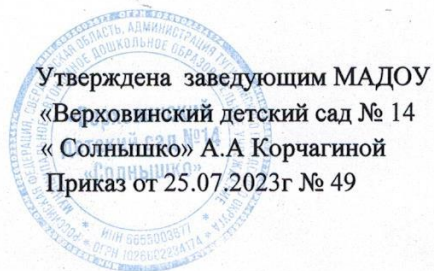 Утверждена заведующим МАДОУ
«Верховинский детский сад № 14
« Солнышко» А.А Корчагиной
Приказ от 25.07.2023г № 49